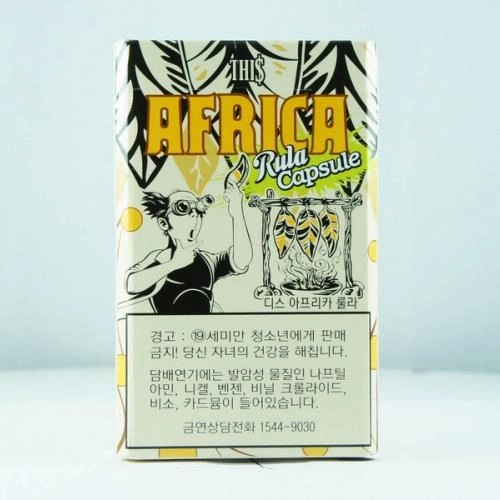 THI$
AFRICA
Rula
Capsule
디스 아프리카 룰라
경고 : ⑲세미만 청소년에게 판매
금지! 당신 자녀의 건강을 해칩니다.
담배연기에는 발암성 물질인 나프틸
아민, 니켈, 벤젠, 비닐 크롤라이드,
비소, 카드뮴이 들어있습니다.
금연상담전화 1544-9030